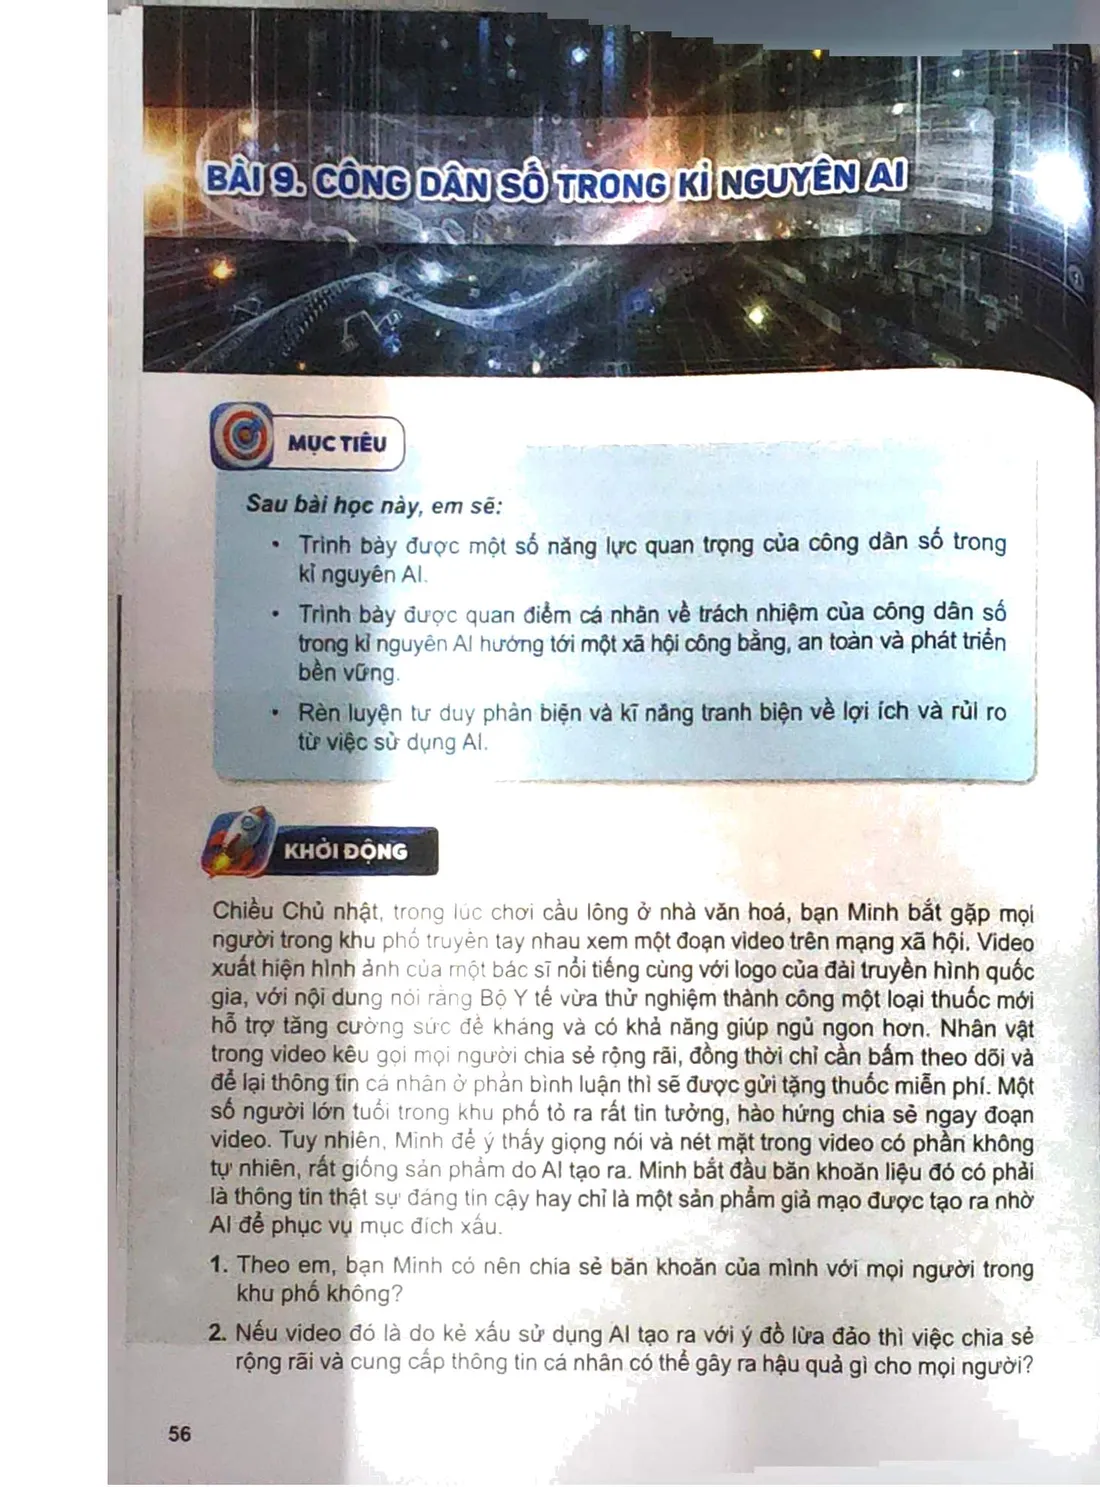 BÀI 9. CÔNG DÂN SỐ TRONG KỈ NGUYÊN AI
MỤC TIÊU
Sau bài học này, em sẽ:
• Trình bày được một số năng lực quan trọng của công dân số trong
kỉ nguyên AI.
• Trình bày được quan điểm cá nhân về trách nhiệm của công dân số
trong kỉ nguyên AI hướng tới một xã hội công bằng, an toàn và phát triển
bền vững.
• Rèn luyện tư duy phản biện và kĩ năng tranh biện về lợi ích và rủi ro
từ việc sử dụng AI.
KHỞI ĐỘNG
Chiều Chủ nhật, trong lúc chơi cầu lông ở nhà văn hoá, bạn Minh bắt gặp mọi
người trong khu phố truyền tay nhau xem một đoạn video trên mạng xã hội. Video
xuất hiện hình ảnh của một bác sĩ nổi tiếng cùng với logo của đài truyền hình quốc
gia, với nội dung nói rằng Bộ Y tế vừa thử nghiệm thành công một loại thuốc mới
hỗ trợ tăng cường sức đề kháng và có khả năng giúp ngủ ngon hơn. Nhân vật
trong video kêu gọi mọi người chia sẻ rộng rãi, đồng thời chỉ cần bấm theo dõi và
để lại thông tin cá nhân ở phần bình luận thì sẽ được gửi tặng thuốc miễn phí. Một
số người lớn tuổi trong khu phố tỏ ra rất tin tưởng, hào hứng chia sẻ ngay đoạn
video. Tuy nhiên, Minh để ý thấy giọng nói và nét mặt trong video có phần không
tự nhiên, rất giống sản phẩm do AI tạo ra. Minh bắt đầu băn khoăn liệu đó có phải
là thông tin thật sự đáng tin cậy hay chỉ là một sản phẩm giả mạo được tạo ra nhờ
AI để phục vụ mục đích xấu.
1. Theo em, bạn Minh có nên chia sẻ băn khoăn của mình với mọi người trong
khu phố không?
2. Nếu video đó là do kẻ xấu sử dụng AI tạo ra với ý đồ lừa đảo thì việc chia sẻ
rộng rãi và cung cấp thông tin cá nhân có thể gây ra hậu quả gì cho mọi người?
56